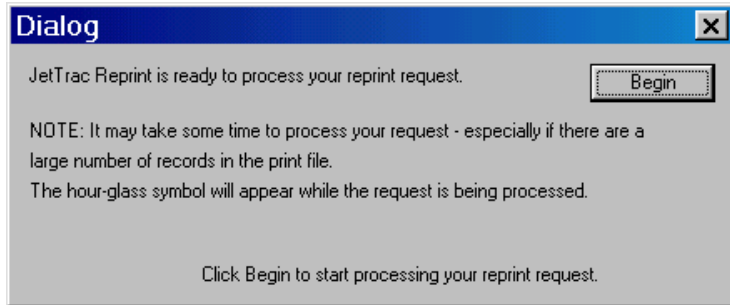 Dialog
JetTrac Reprint is ready to process your reprint request.
Begin
NOTE: It may take some time to process your request - especially if there are a
large number of records in the print file.
The hour-glass symbol will appear while the request is being processed.
Click Begin to start processing your reprint request.